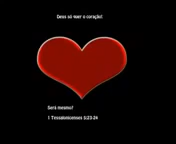 Deus só quer o coração!
Será mesmo?
1 Tessalonicenses 5:23-24